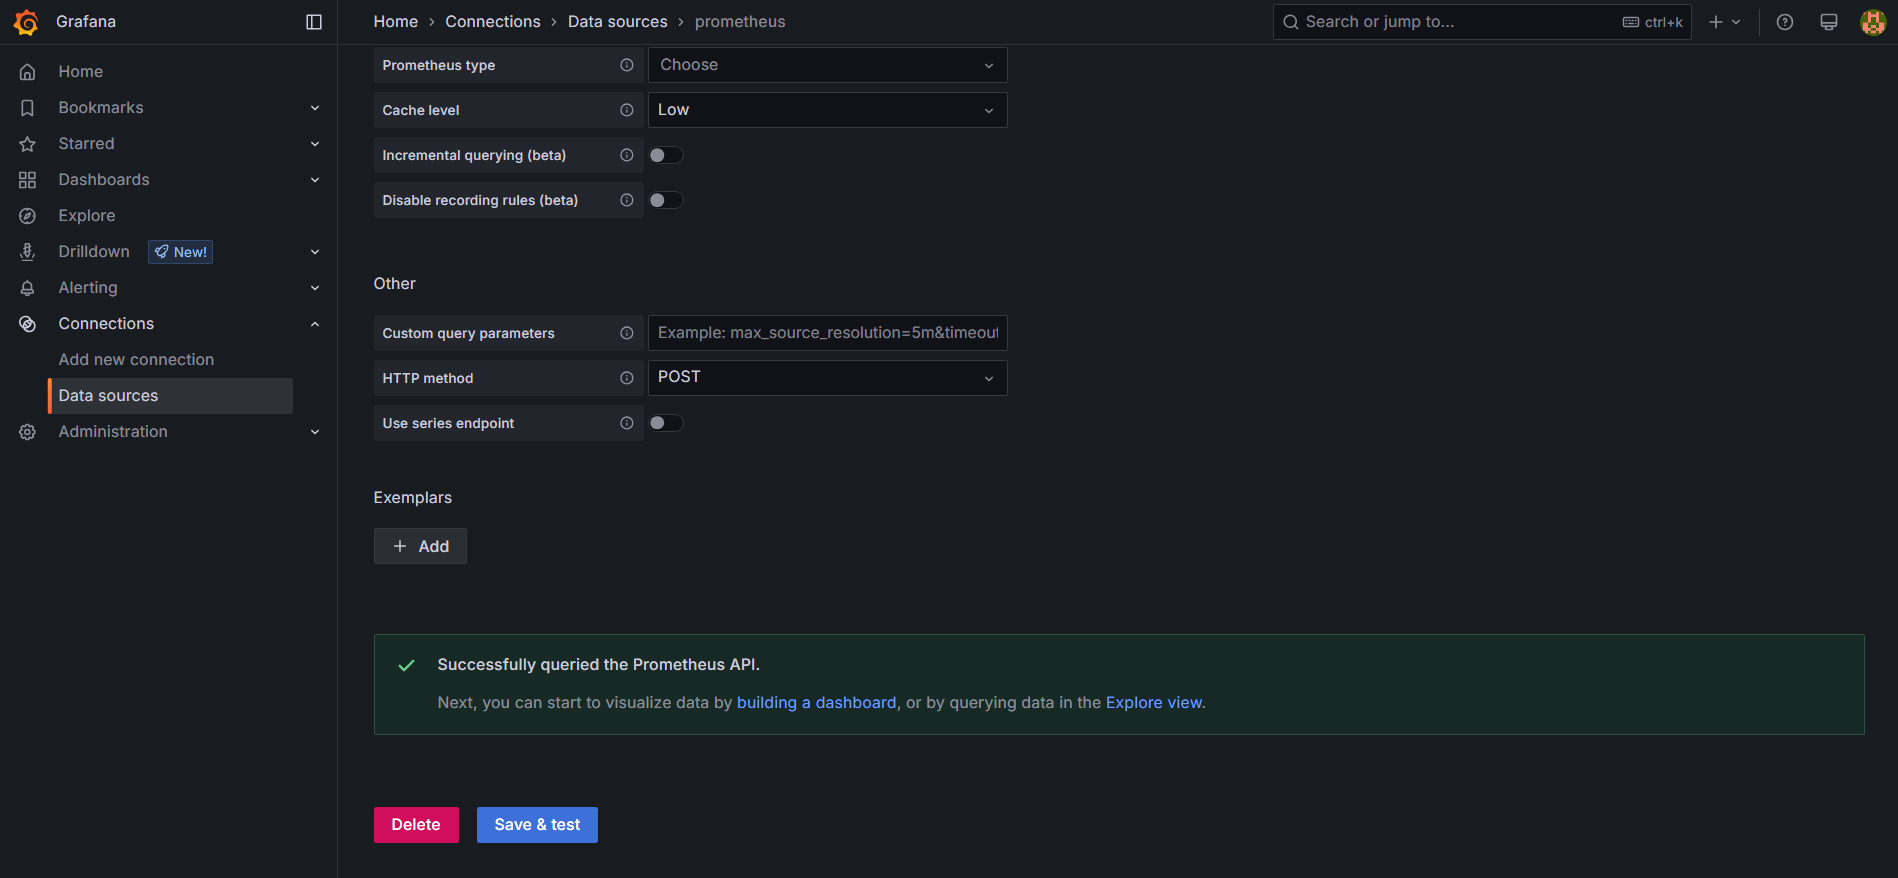 Grafana
Home › Connections › Data sources › prometheus
Search or jump to...
ctrl+k
Home
Bookmarks
Starred
Dashboards
Explore
Drilldown
New!
Alerting
Connections
Add new connection
Data sources
Administration
Prometheus type
Choose
Cache level
Low
Incremental querying (beta)
Disable recording rules (beta)
Other
Custom query parameters
Example: max_source_resolution=5m&timeout
HTTP method
POST
Use series endpoint
Exemplars
Add
Successfully queried the Prometheus API.
Next, you can start to visualize data by building a dashboard, or by querying data in the Explore view.
Delete
Save & test